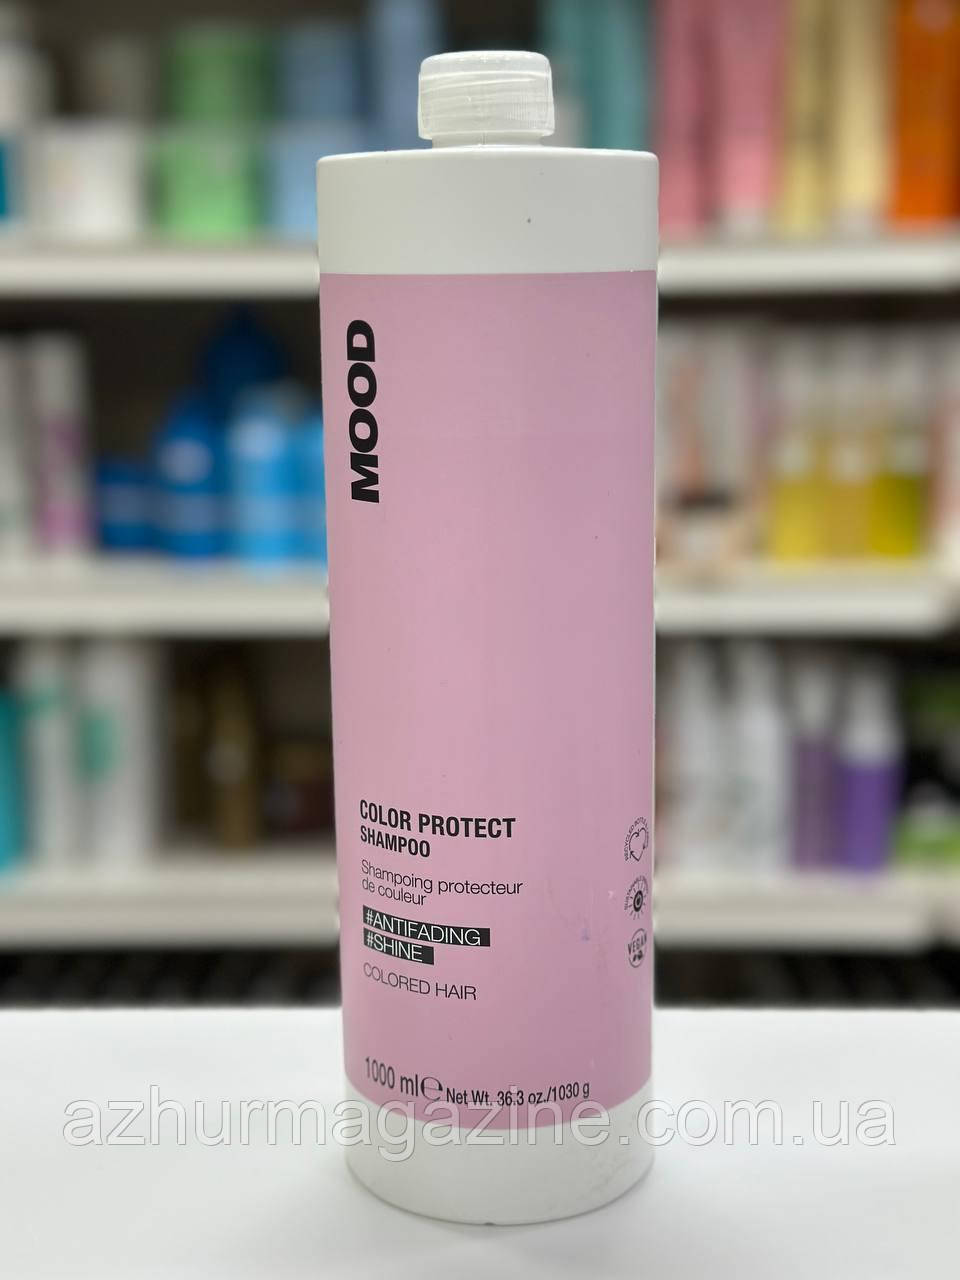 MOOD
COLOR PROTECT
SHAMPOO
Shampoing protecteur
de couleur
#ANTIFADING
#SHINE
COLORED HAIR
1000 ml ℮ Net Wt. 36.3 oz./1030 g
VEGAN
azhurmagazine.com.ua